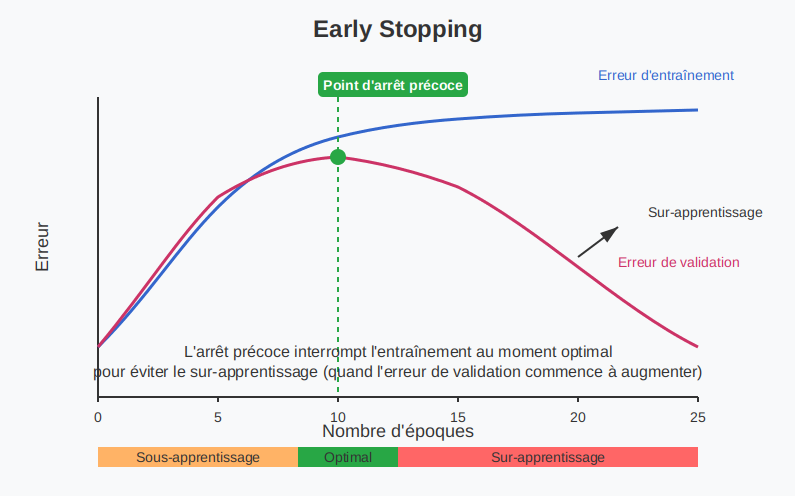 Early Stopping
Erreur d'entraînement
Point d'arrêt précoce
Sur-apprentissage
Erreur
Erreur de validation
L'arrêt précoce interrompt l'entraînement au moment optimal
pour éviter le sur-apprentissage (quand l'erreur de validation commence à augmenter)
0 5 10 15 20 25
Nombre d'époques
Sous-apprentissage Optimal Sur-apprentissage